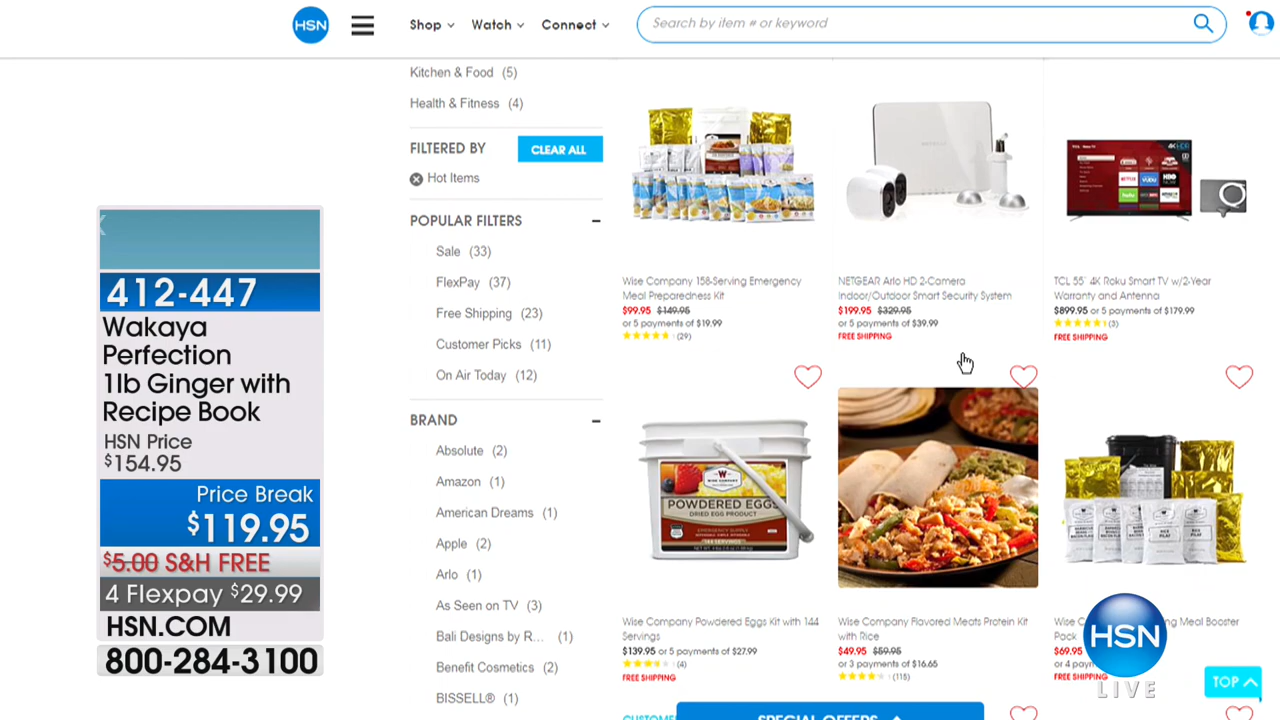 HSN
Shop
Watch
Connect
Search by item # or keyword
Kitchen & Food (5)
Health & Fitness (4)
FILTERED BY
CLEAR ALL
Hot Items
POPULAR FILTERS
Sale (33)
FlexPay (37)
Free Shipping (23)
Customer Picks (11)
On Air Today (12)
BRAND
Absolute (2)
Amazon (1)
American Dreams (1)
Apple (2)
Arlo (1)
As Seen on TV (3)
Bali Designs by R... (1)
Benefit Cosmetics (2)
BISSELL® (1)
412-447
Wakaya
Perfection
1lb Ginger with
Recipe Book
HSN Price
$154.95
Price Break
$119.95
$5.00 S&H FREE
4 Flexpay $29.99
HSN.COM
800-284-3100
Wise Company 158-Serving Emergency
Meal Preparedness Kit
$99.95 $149.95
or 5 payments of $19.99
(29)
NETGEAR Arlo HD 2-Camera
Indoor/Outdoor Smart Security System
$199.95 $329.95
or 5 payments of $39.99
FREE SHIPPING
TCL 55" 4K Roku Smart TV w/2-Year
Warranty and Antenna
$899.95 or 5 payments of $179.99
(3)
FREE SHIPPING
WISE COMPANY
POWDERED EGGS
DRIED EGG PRODUCT
Wise Company Powdered Eggs Kit with 144
Servings
$139.95 or 5 payments of $27.99
(4)
FREE SHIPPING
Wise Company Flavored Meats Protein Kit
with Rice
$49.95 $59.95
or 3 payments of $16.65
(115)
Meal Booster
Pack
$69.95
FREE SHIPPING
HSN
LIVE
TOP
SPECIAL OFFERS